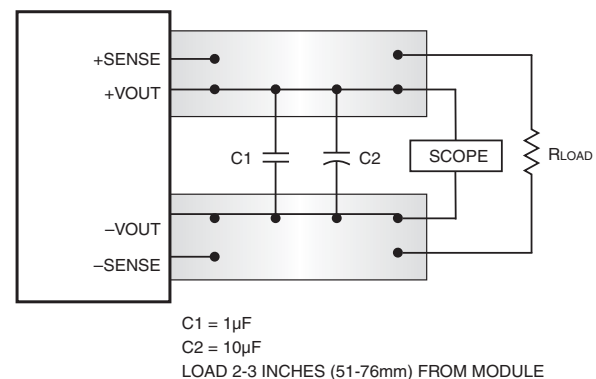 +SENSE
+VOUT
C1
C2
SCOPE
RLOAD
–VOUT
–SENSE
C1 = 1µF
C2 = 10µF
LOAD 2-3 INCHES (51-76mm) FROM MODULE